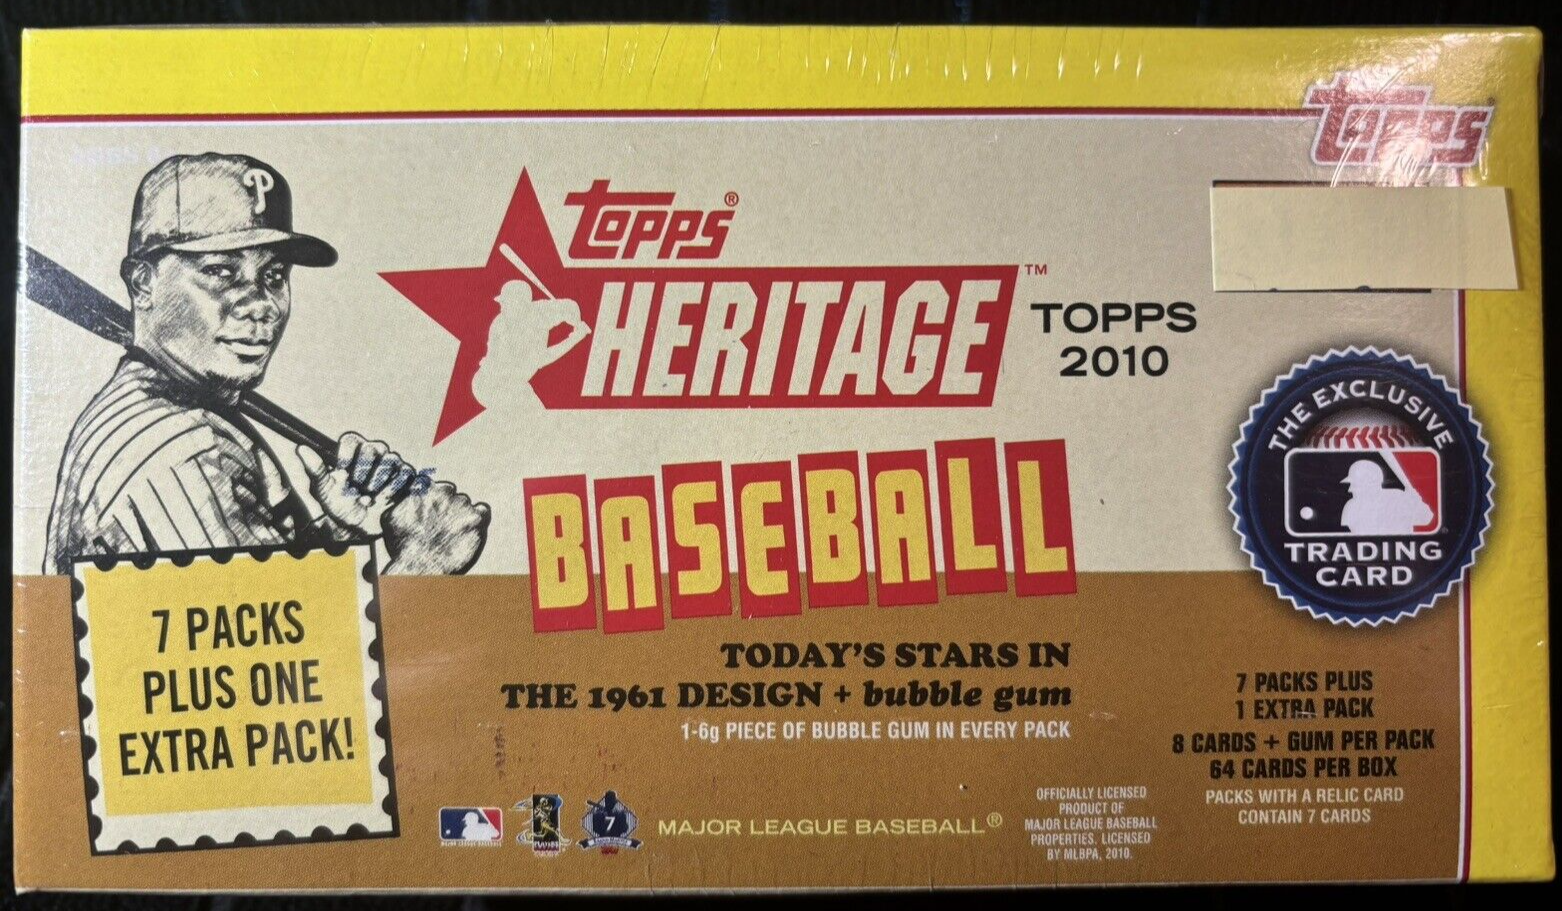 TOPPS
TOPPS®
HERITAGE™
TOPPS
2010
BASEBALL
THE EXCLUSIVE
TRADING
CARD
P
7 PACKS
PLUS ONE
EXTRA PACK!
TODAY'S STARS IN
THE 1961 DESIGN + bubble gum
1-6g PIECE OF BUBBLE GUM IN EVERY PACK
7 PACKS PLUS
1 EXTRA PACK
8 CARDS + GUM PER PACK
64 CARDS PER BOX
PACKS WITH A RELIC CARD
CONTAIN 7 CARDS
7
MAJOR LEAGUE BASEBALL®
OFFICIALLY LICENSED
PRODUCT OF
MAJOR LEAGUE BASEBALL
PROPERTIES. LICENSED
BY MLBPA, 2010.